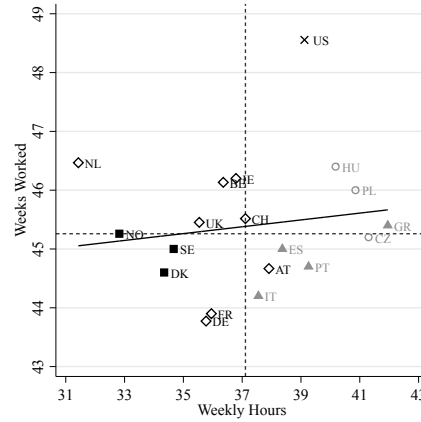 49
48
47
46
45
44
43
Weeks Worked
US
NL
HU
BE
IE
PL
UK
CH
GR
NO
CZ
SE
ES
DK
AT
PT
IT
FR
DE
31
33
35
37
39
41
43
Weekly Hours